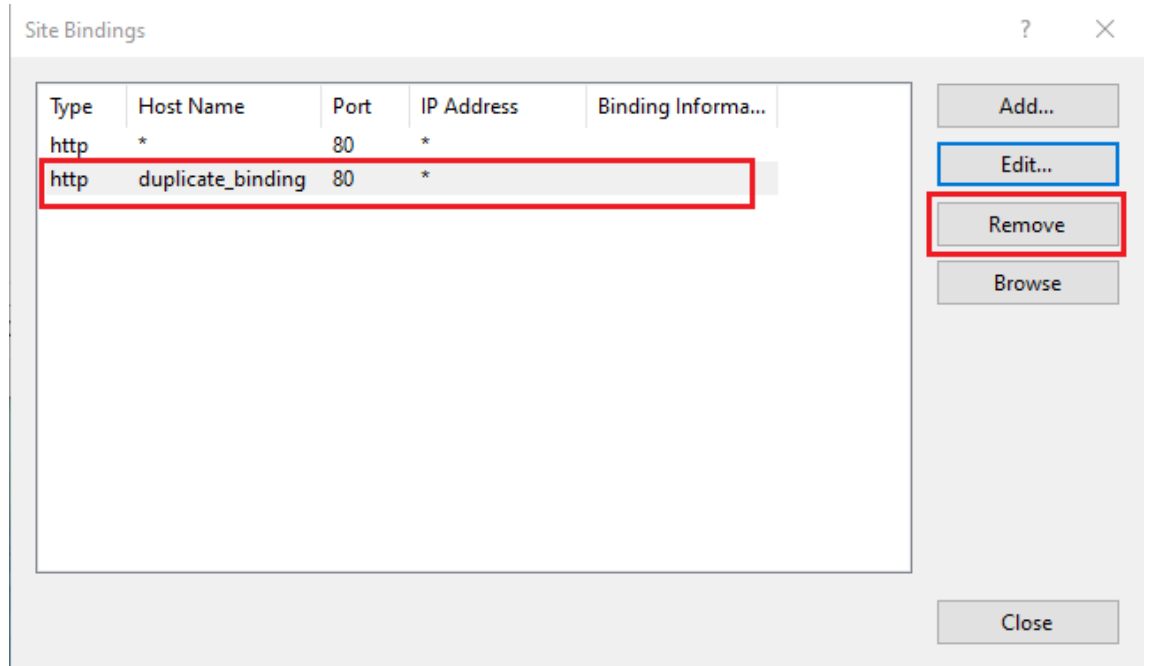 Site Bindings ? ×
Type Host Name Port IP Address Binding Informa...
http * 80 *
http duplicate_binding 80 *
Add...
Edit...
Remove
Browse
Close